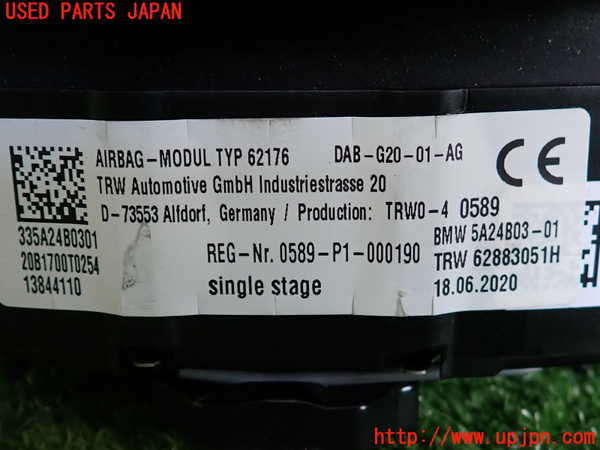 USED PARTS JAPAN
AIRBAG-MODUL TYP 62176 DAB-G20-01-AG
CE
TRW Automotive GmbH Industriestrasse 20
D-73553 Alfdorf, Germany / Production: TRW0-4 0589
335A24B0301
20B1700T0254
13844110
REG-Nr. 0589-P1-000190
single stage
BMW 5A24B03-01
TRW 62883051H
18.06.2020
http://www.upjpn.com/